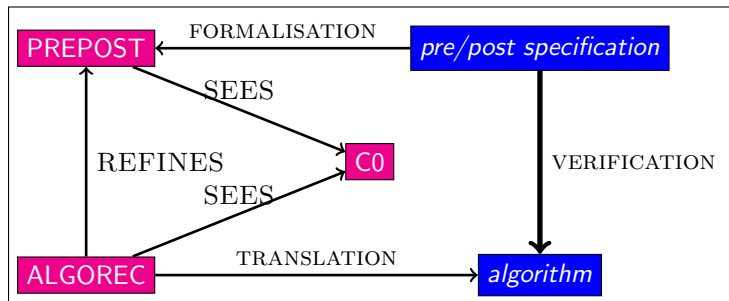 FORMALISATION
PREPOST
pre/post specification
SEES
C0
REFINES
VERIFICATION
SEES
TRANSLATION
ALGOREC
algorithm